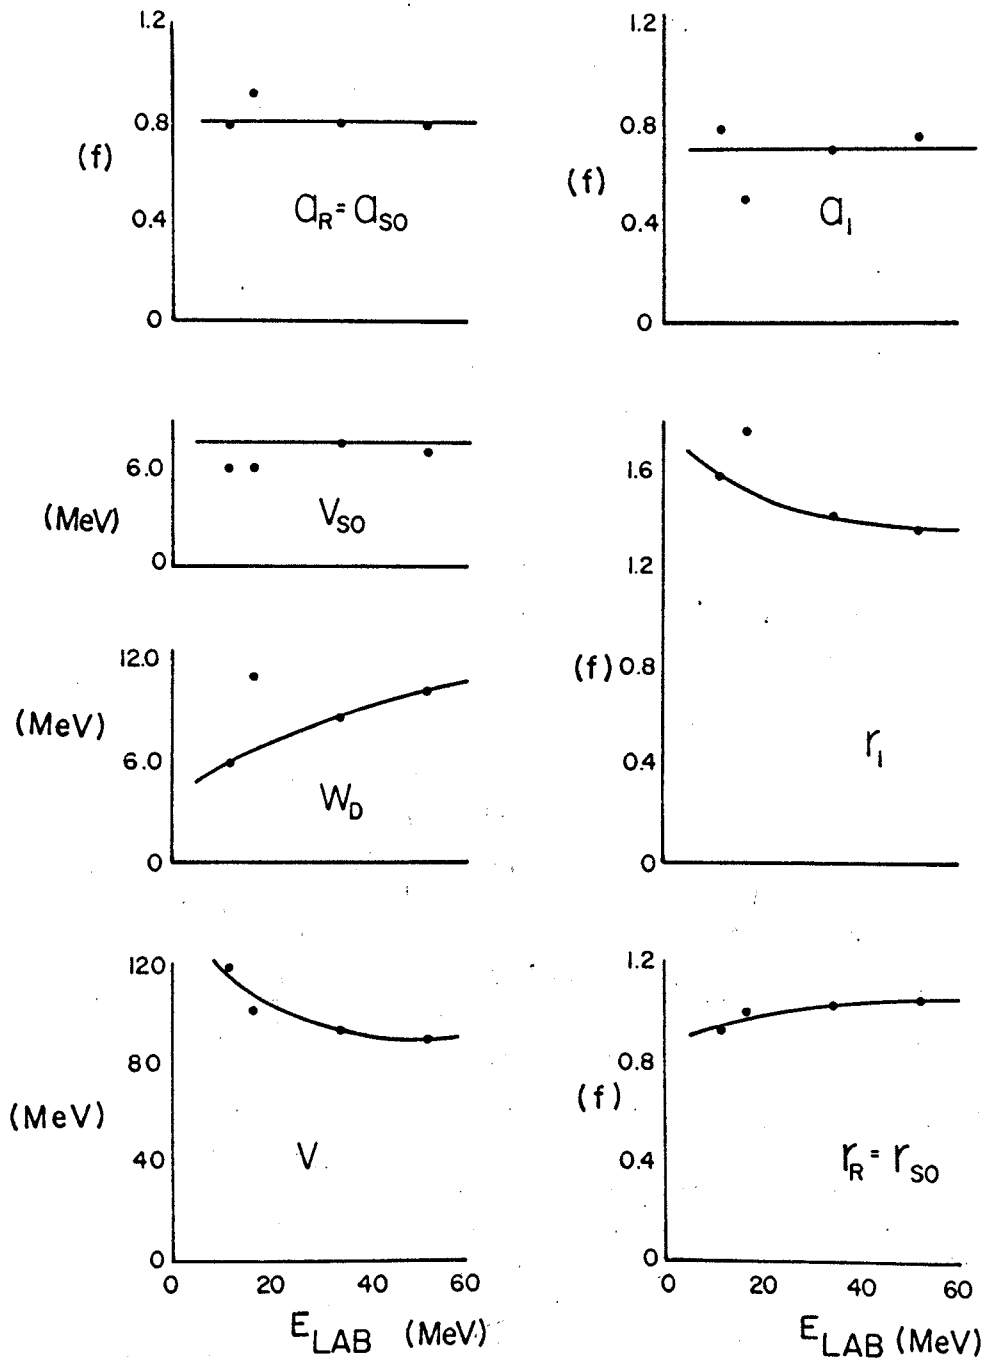 1.2
0.8
(f)
0.4
0
a_R = a_SO
1.2
0.8
(f)
0.4
0
a_I
6.0
(MeV)
0
V_SO
12.0
(MeV)
6.0
0
W_D
1.6
1.2
(f) 0.8
0.4
0
r_I
120
80
(MeV)
40
0
V
0 20 40 60
E_LAB (MeV)
1.2
0.8
(f)
0.4
0
r_R = r_SO
0 20 40 60
E_LAB (MeV)